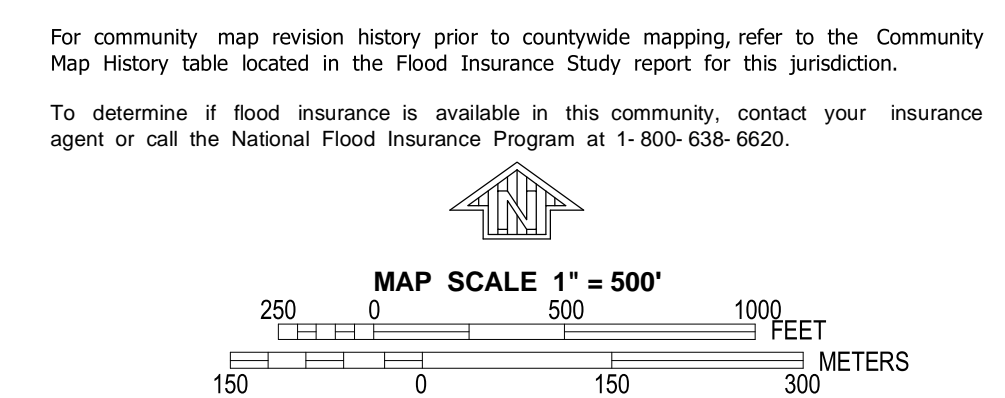 For community map revision history prior to countywide mapping, refer to the Community
Map History table located in the Flood Insurance Study report for this jurisdiction.
To determine if flood insurance is available in this community, contact your insurance
agent or call the National Flood Insurance Program at 1- 800- 638- 6620.
N
MAP SCALE 1" = 500'
250 0 500 1000
FEET
METERS
150 0 150 300